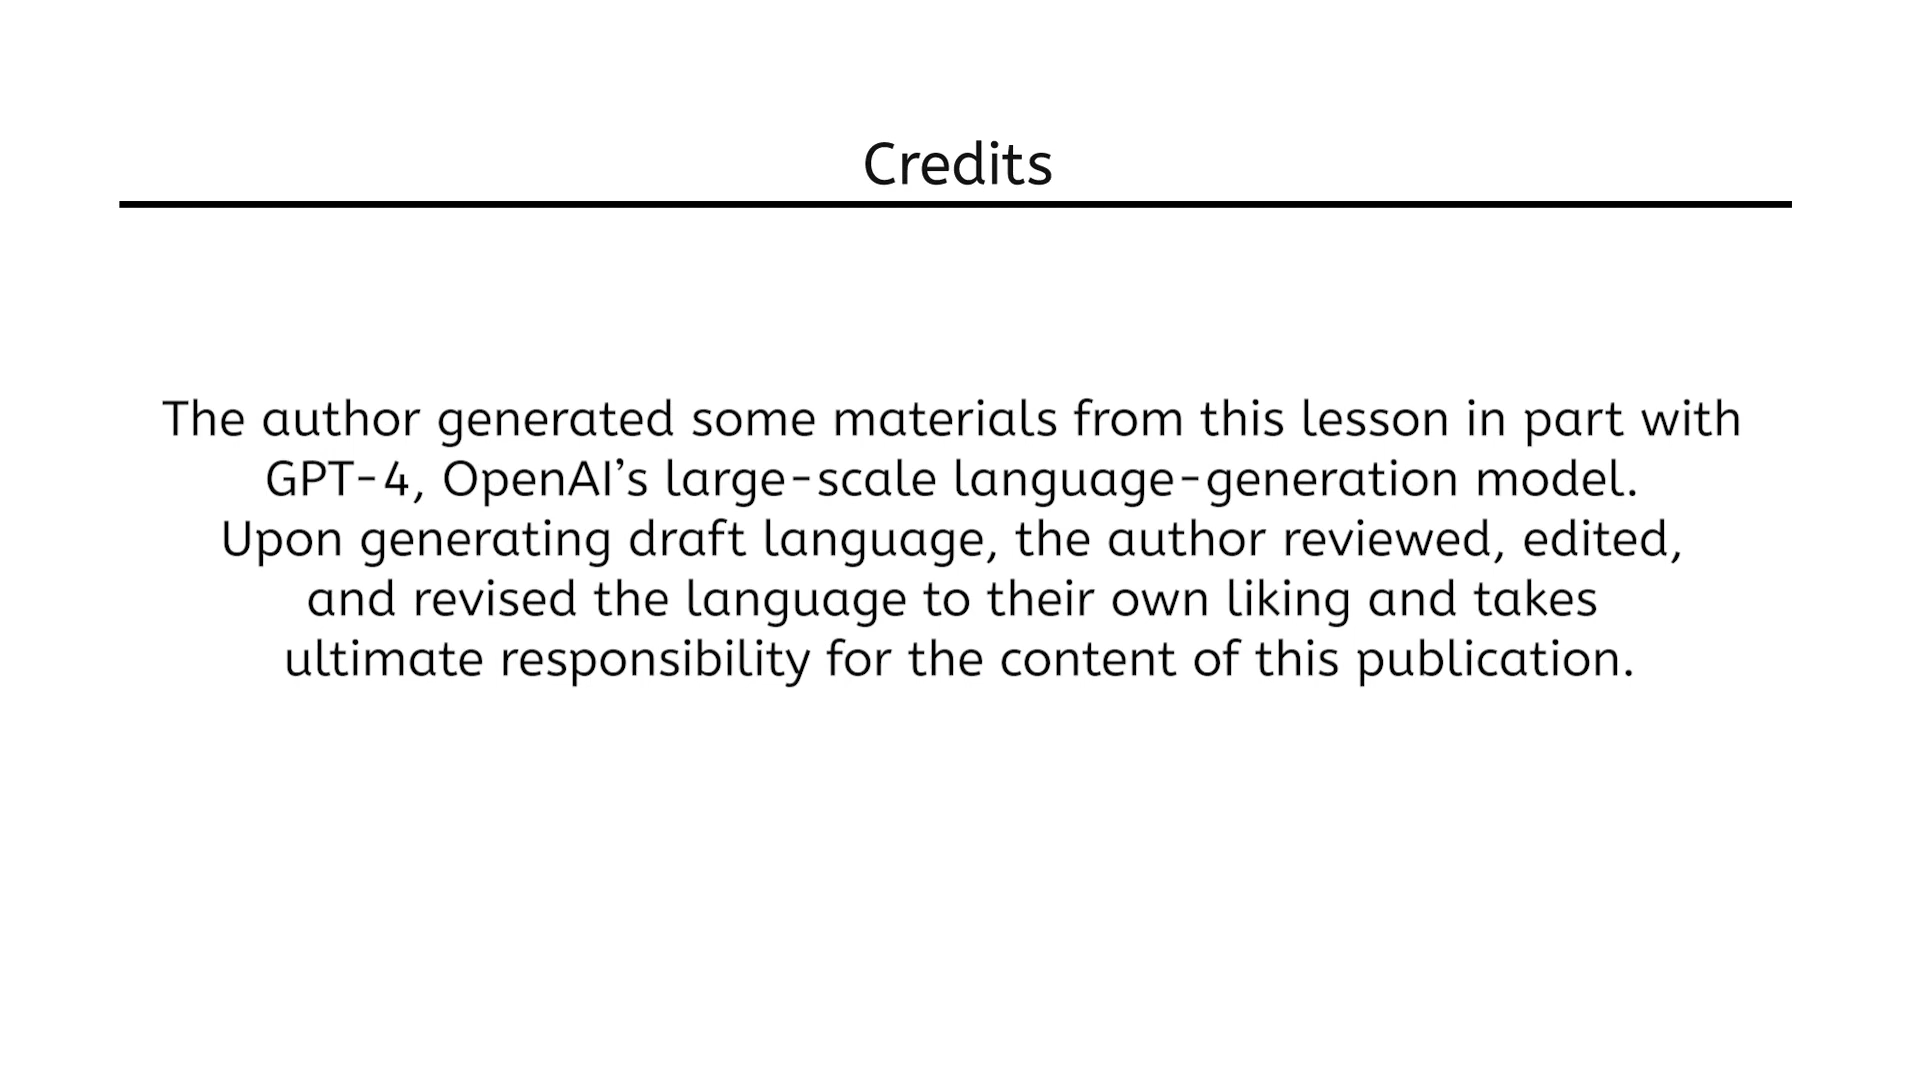 Credits
The author generated some materials from this lesson in part with
GPT-4, OpenAI’s large-scale language-generation model.
Upon generating draft language, the author reviewed, edited,
and revised the language to their own liking and takes
ultimate responsibility for the content of this publication.